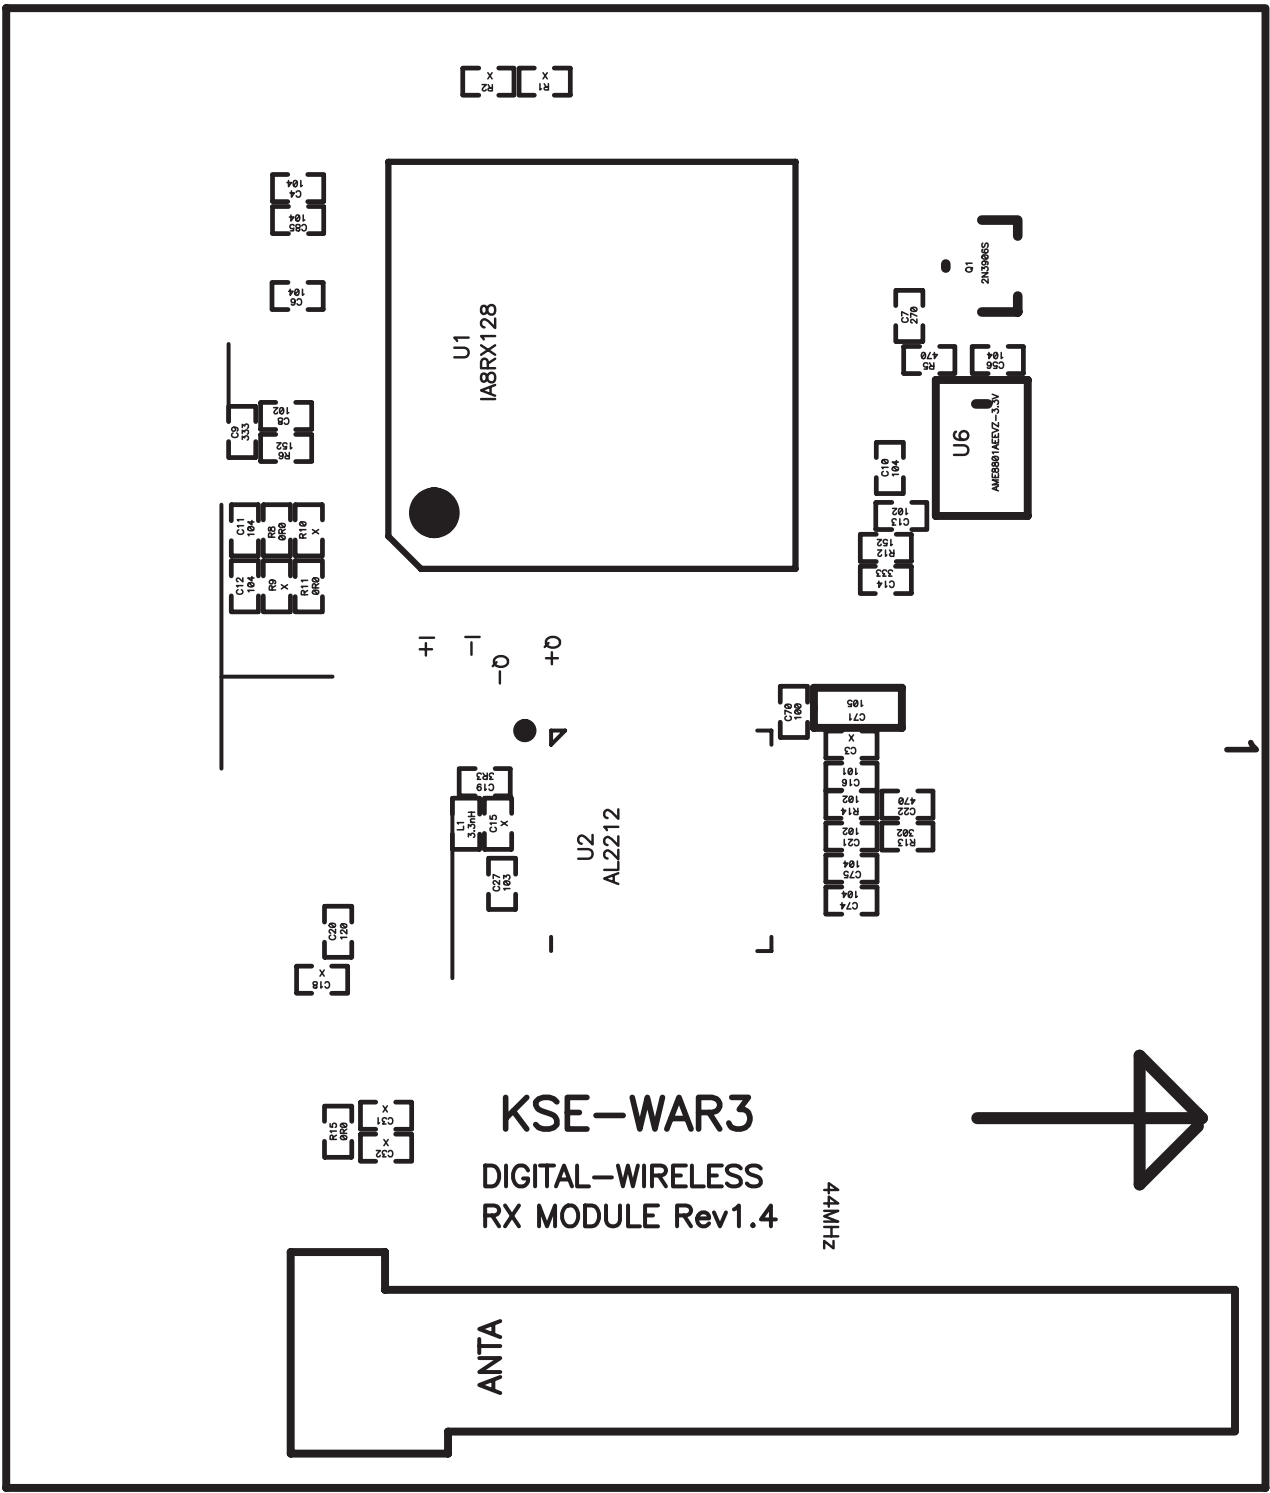 X
R2
X
R1
104
C4
104
C85
104
C6
U1
IA8RX128
Q1
2N3906S
C7
270
470
R5
104
C56
U6
AME8801AEEVZ-3.3V
C9
333
102
C8
152
R6
C10
104
102
C13
152
R12
333
C14
C11
104
R8
0R0
R10
X
C12
104
R9
X
R11
0R0
+I
-I
-Q
+Q
C70
100
105
C71
X
C3
101
C16
102
R14
470
C22
102
C21
302
R13
104
C75
104
C74
1
3R3
C19
L1
3.3nH
C15
X
C27
103
U2
AL2212
C20
120
X
C18
R15
0R0
X
C31
X
C32
KSE-WAR3
DIGITAL-WIRELESS
RX MODULE Rev1.4
44MHz
ANTA